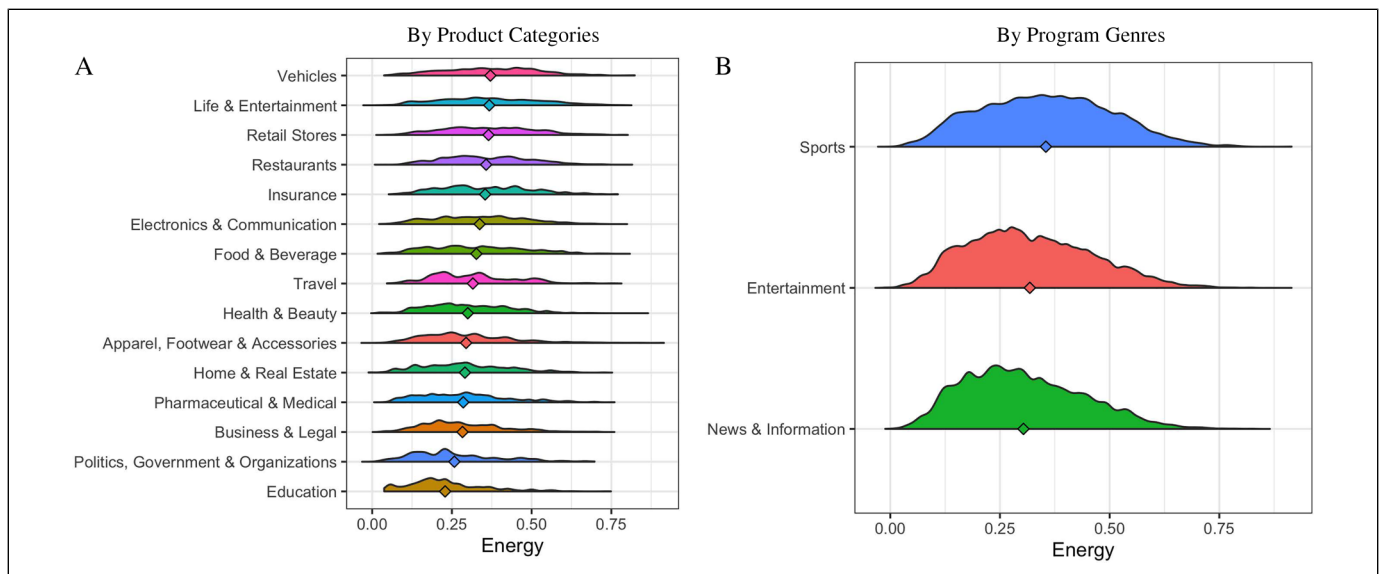 By Product Categories
A
Vehicles
Life & Entertainment
Retail Stores
Restaurants
Insurance
Electronics & Communication
Food & Beverage
Travel
Health & Beauty
Apparel, Footwear & Accessories
Home & Real Estate
Pharmaceutical & Medical
Business & Legal
Politics, Government & Organizations
Education
0.00 0.25 0.50 0.75
Energy
By Program Genres
B
Sports
Entertainment
News & Information
0.00 0.25 0.50 0.75
Energy